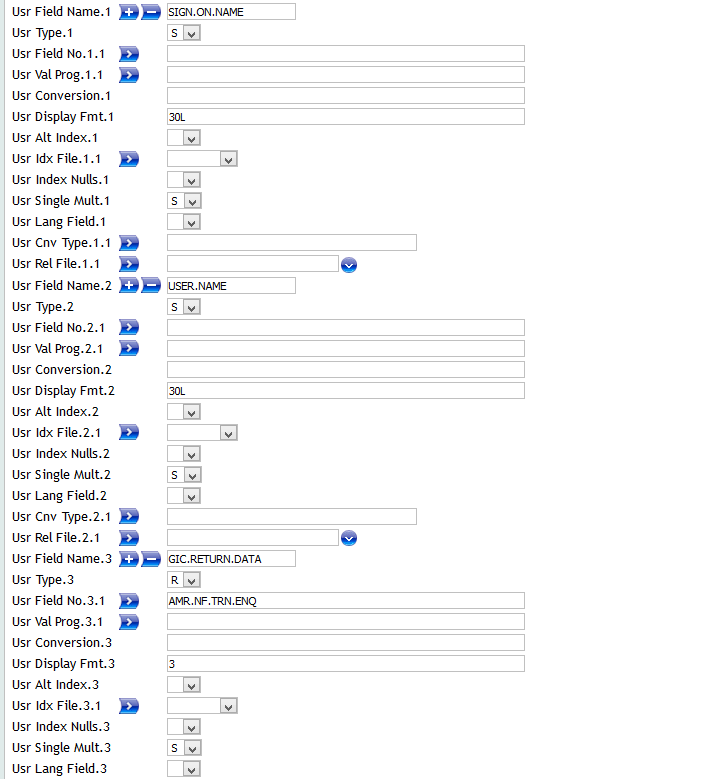 Usr Field Name.1 SIGN.ON.NAME
Usr Type.1 S
Usr Field No.1.1
Usr Val Prog.1.1
Usr Conversion.1
Usr Display Fmt.1 30L
Usr Alt Index.1
Usr Idx File.1.1
Usr Index Nulls.1
Usr Single Mult.1 S
Usr Lang Field.1
Usr Cnv Type.1.1
Usr Rel File.1.1
Usr Field Name.2 USER.NAME
Usr Type.2 S
Usr Field No.2.1
Usr Val Prog.2.1
Usr Conversion.2
Usr Display Fmt.2 30L
Usr Alt Index.2
Usr Idx File.2.1
Usr Index Nulls.2
Usr Single Mult.2 S
Usr Lang Field.2
Usr Cnv Type.2.1
Usr Rel File.2.1
Usr Field Name.3 GIC.RETURN.DATA
Usr Type.3 R
Usr Field No.3.1 AMR.NF.TRN.ENQ
Usr Val Prog.3.1
Usr Conversion.3
Usr Display Fmt.3 3
Usr Alt Index.3
Usr Idx File.3.1
Usr Index Nulls.3
Usr Single Mult.3 S
Usr Lang Field.3